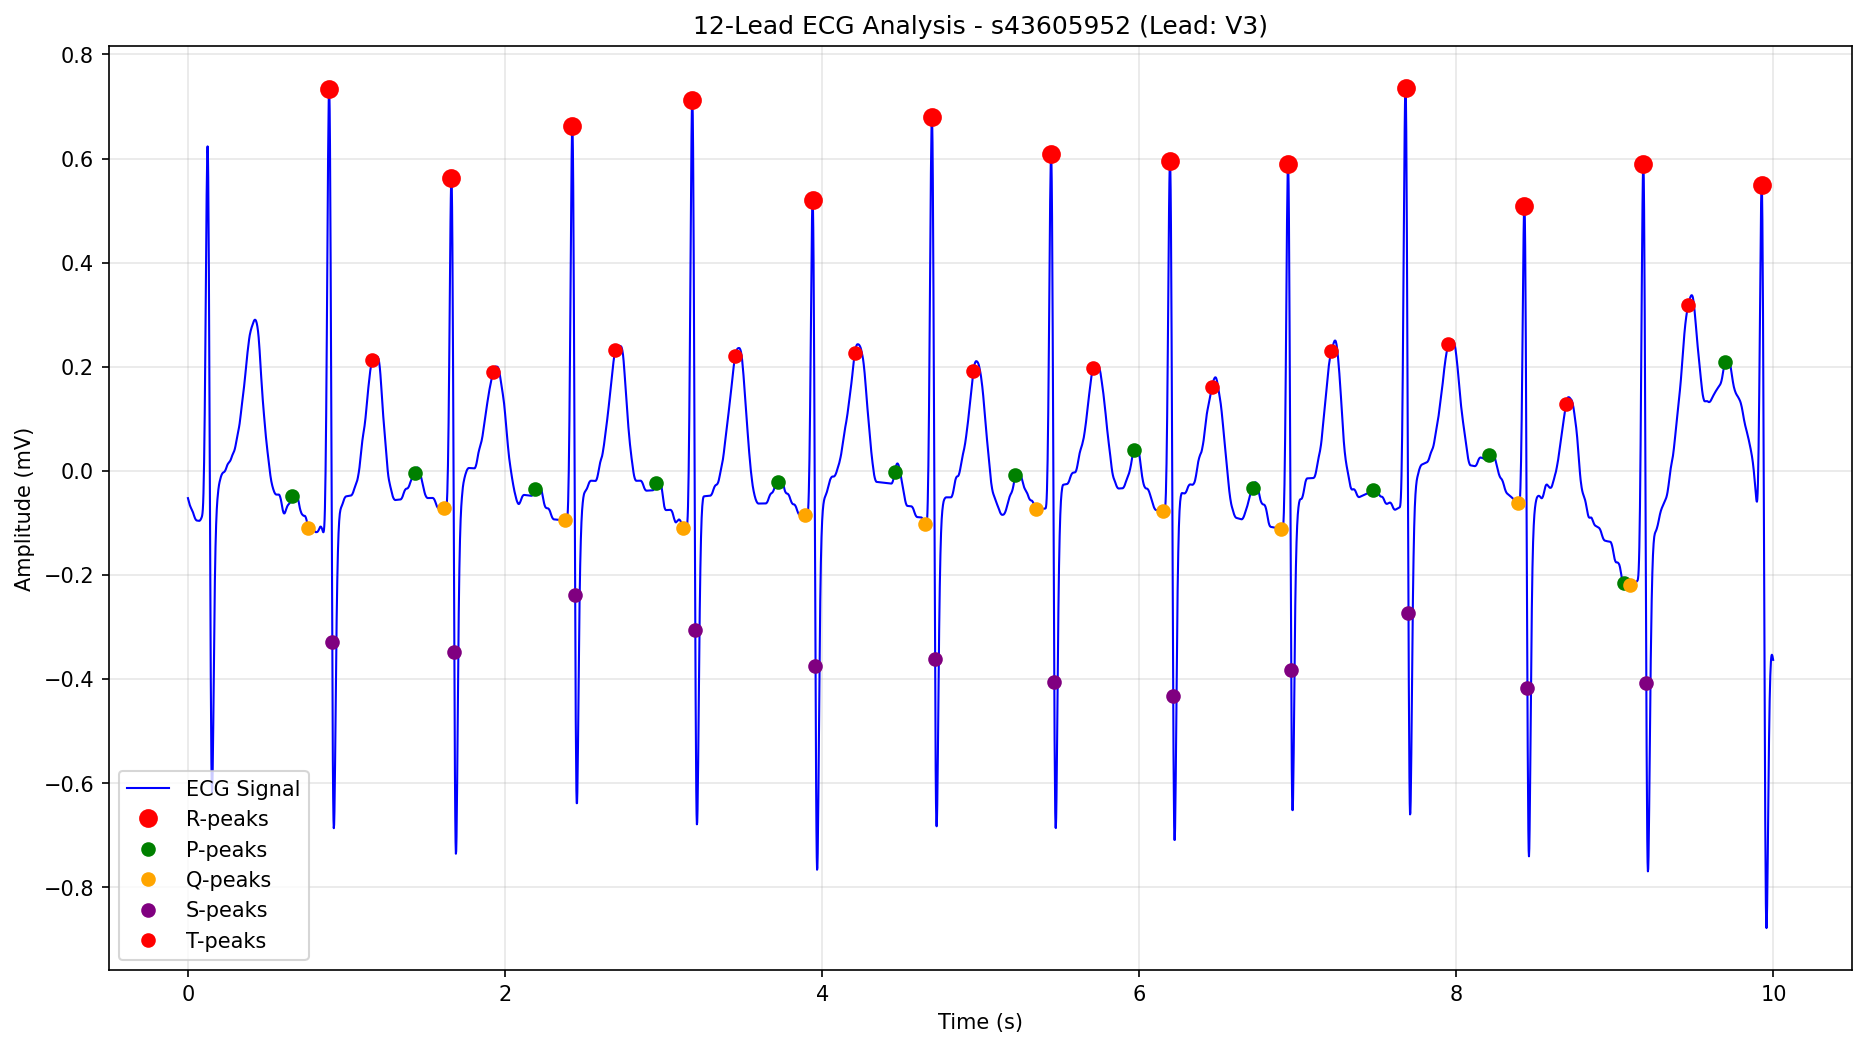 12-Lead ECG Analysis - s43605952 (Lead: V3)
0.8
0.6
0.4
0.2
0.0
−0.2
−0.4
−0.6
−0.8
Amplitude (mV)
ECG Signal
R-peaks
P-peaks
Q-peaks
S-peaks
T-peaks
0 2 4 6 8 10
Time (s)